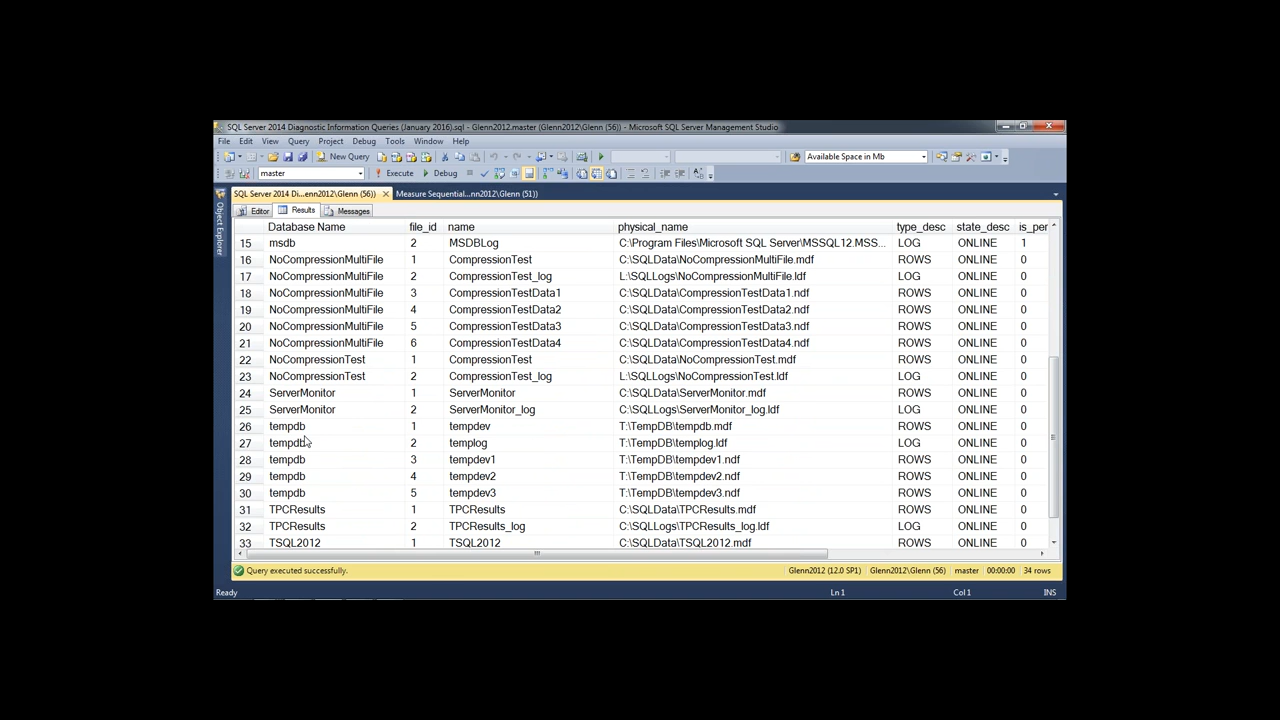 SQL Server 2014 Diagnostic Information Queries (January 2016).sql - Glenn2012.master (Glenn2012\Glenn (56)) - Microsoft SQL Server Management Studio
File Edit View Query Project Debug Tools Window Help
New Query Available Space in Mb
master Execute Debug
SQL Server 2014 Di...enn2012\Glenn (56)) Measure Sequential...nn2012\Glenn (51))
Editor Results Messages
Object Explorer
Database Name file_id name physical_name type_desc state_desc is_per
15 msdb 2 MSDBLog C:\Program Files\Microsoft SQL Server\MSSQL12.MSS... LOG ONLINE 1
16 NoCompressionMultiFile 1 CompressionTest C:\SQLData\NoCompressionMultiFile.mdf ROWS ONLINE 0
17 NoCompressionMultiFile 2 CompressionTest_log L:\SQLLogs\NoCompressionMultiFile.ldf LOG ONLINE 0
18 NoCompressionMultiFile 3 CompressionTestData1 C:\SQLData\CompressionTestData1.ndf ROWS ONLINE 0
19 NoCompressionMultiFile 4 CompressionTestData2 C:\SQLData\CompressionTestData2.ndf ROWS ONLINE 0
20 NoCompressionMultiFile 5 CompressionTestData3 C:\SQLData\CompressionTestData3.ndf ROWS ONLINE 0
21 NoCompressionMultiFile 6 CompressionTestData4 C:\SQLData\CompressionTestData4.ndf ROWS ONLINE 0
22 NoCompressionTest 1 CompressionTest C:\SQLData\NoCompressionTest.mdf ROWS ONLINE 0
23 NoCompressionTest 2 CompressionTest_log L:\SQLLogs\NoCompressionTest.ldf LOG ONLINE 0
24 ServerMonitor 1 ServerMonitor C:\SQLData\ServerMonitor.mdf ROWS ONLINE 0
25 ServerMonitor 2 ServerMonitor_log C:\SQLLogs\ServerMonitor_log.ldf LOG ONLINE 0
26 tempdb 1 tempdev T:\TempDB\tempdb.mdf ROWS ONLINE 0
27 tempdb 2 templog T:\TempDB\templog.ldf LOG ONLINE 0
28 tempdb 3 tempdev1 T:\TempDB\tempdev1.ndf ROWS ONLINE 0
29 tempdb 4 tempdev2 T:\TempDB\tempdev2.ndf ROWS ONLINE 0
30 tempdb 5 tempdev3 T:\TempDB\tempdev3.ndf ROWS ONLINE 0
31 TPCResults 1 TPCResults C:\SQLData\TPCResults.mdf ROWS ONLINE 0
32 TPCResults 2 TPCResults_log C:\SQLLogs\TPCResults_log.ldf LOG ONLINE 0
33 TSQL2012 1 TSQL2012 C:\SQLData\TSQL2012.mdf ROWS ONLINE 0
Query executed successfully. Glenn2012 (12.0 SP1) Glenn2012\Glenn (56) master 00:00:00 34 rows
Ready Ln 1 Col 1 INS